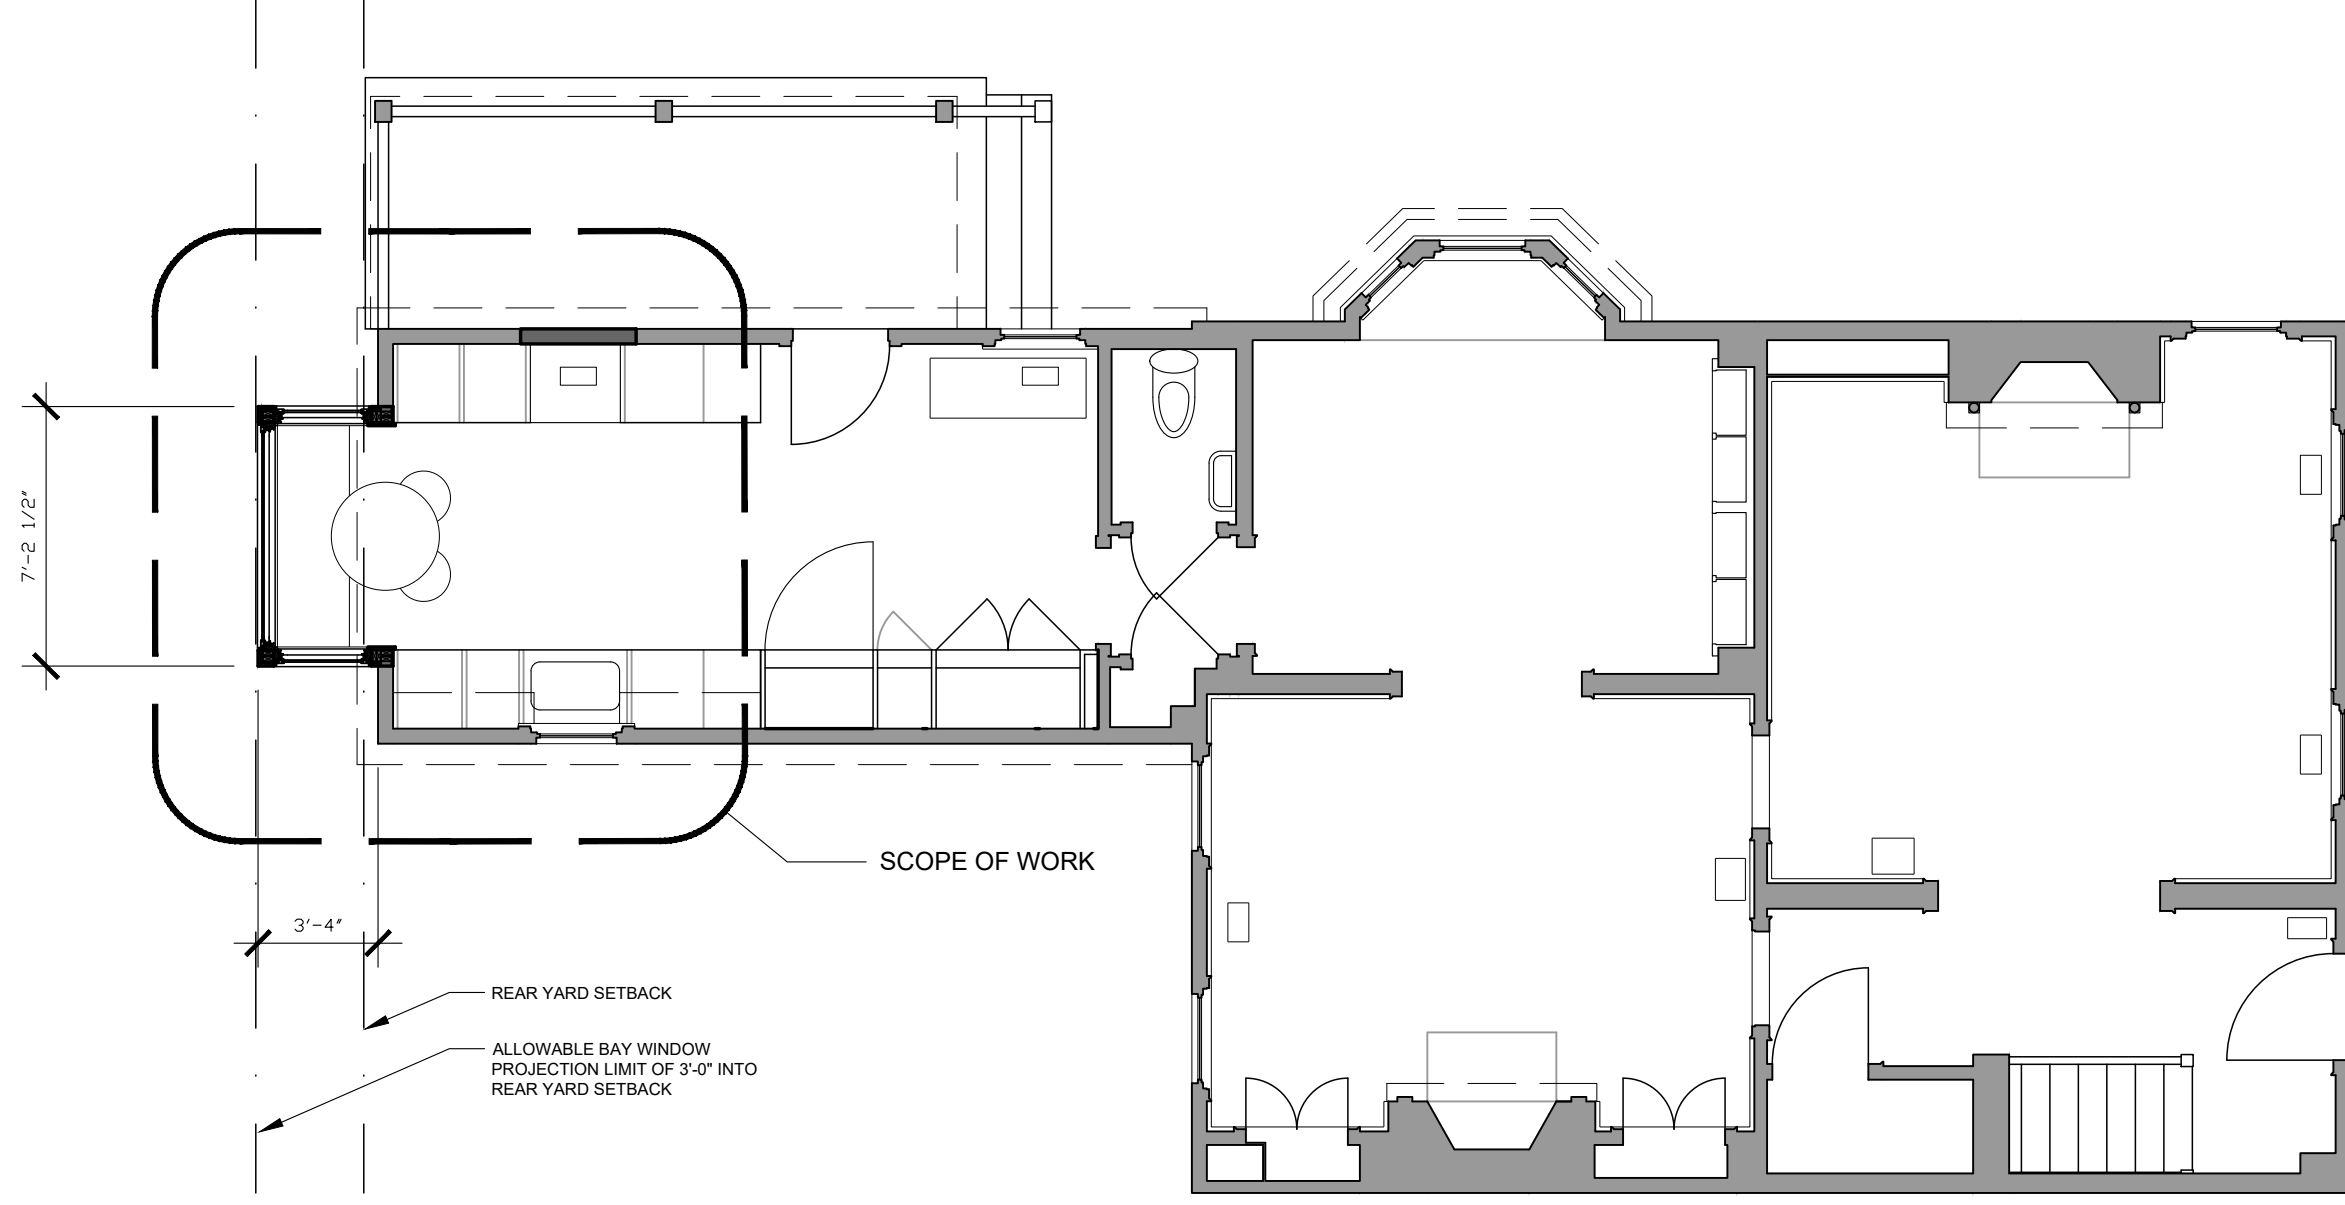 7'-2 1/2"
SCOPE OF WORK
3'-4"
REAR YARD SETBACK
ALLOWABLE BAY WINDOW
PROJECTION LIMIT OF 3'-0" INTO
REAR YARD SETBACK